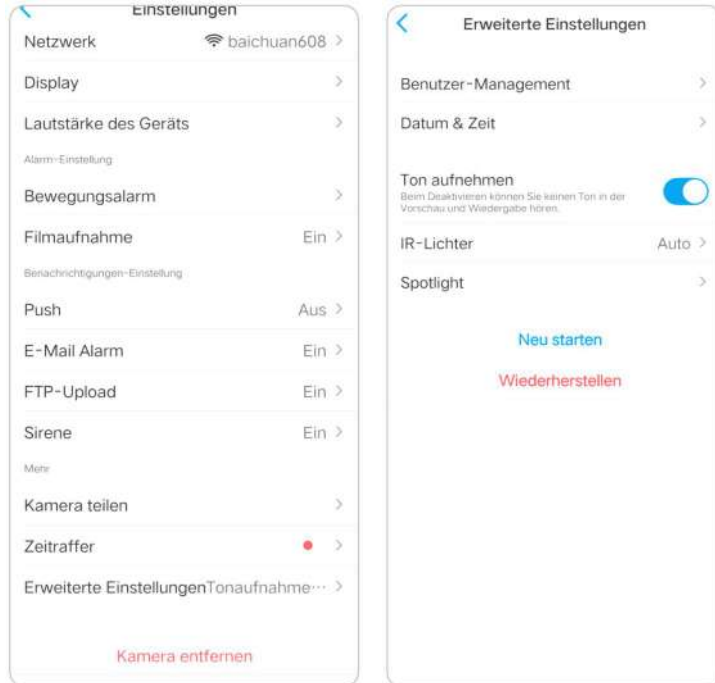 Einstellungen
Netzwerk baichuan608
Display
Lautstärke des Geräts
Alarm-Einstellung
Bewegungsalarm
Filmaufnahme Ein
Benachrichtigungen-Einstellung
Push Aus
E-Mail Alarm Ein
FTP-Upload Ein
Sirene Ein
Mehr
Kamera teilen
Zeitraffer
Erweiterte Einstellungen Tonaufnahme...
Kamera entfernen
Erweiterte Einstellungen
Benutzer-Management
Datum & Zeit
Ton aufnehmen
Beim Deaktivieren können Sie keinen Ton in der
Vorschau und Wiedergabe hören.
IR-Lichter Auto
Spotlight
Neu starten
Wiederherstellen